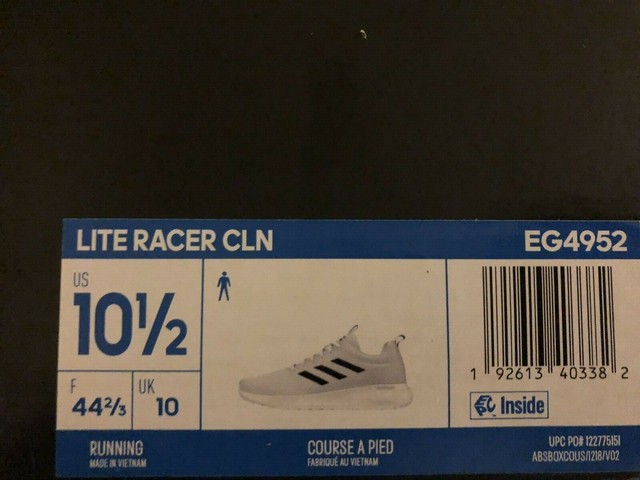 LITE RACER CLN
EG4952
US
10½
F
44⅔
UK
10
1 92613 40338 2
Inside
RUNNING
MADE IN VIETNAM
COURSE A PIED
FABRIQUÉ AU VIETNAM
UPC PO# 122775151
ABSBOXCOUS/1218/V02